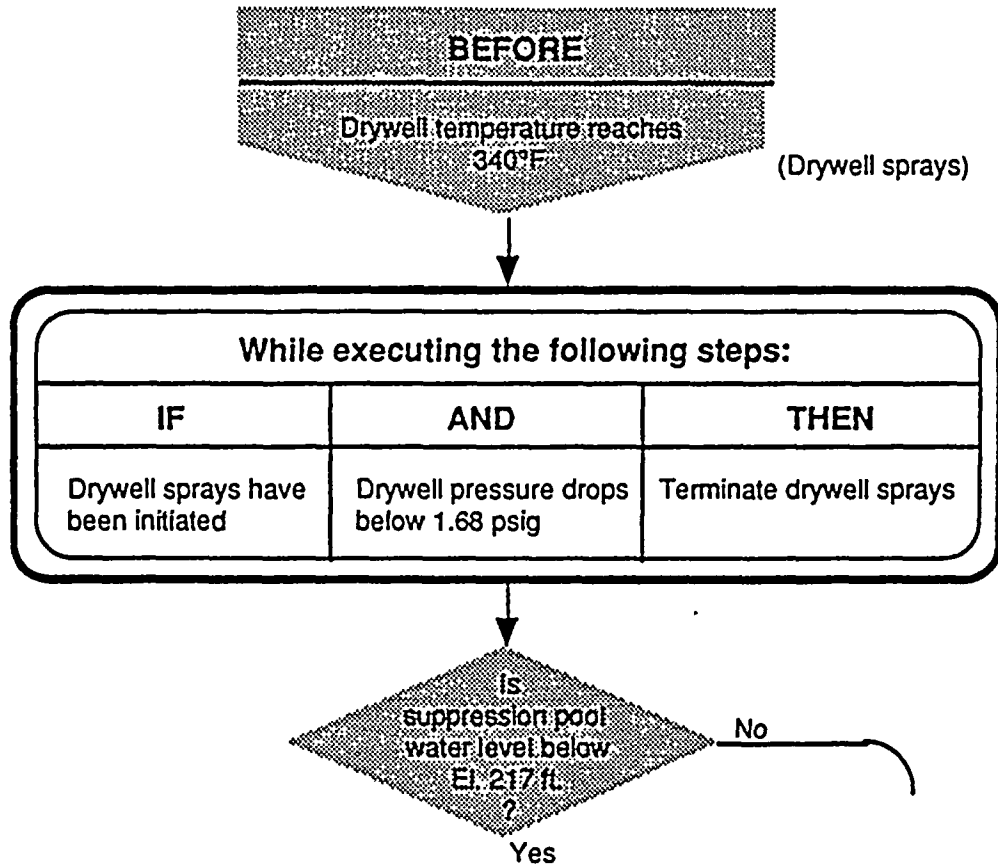 BEFORE
Drywell temperature reaches
340°F
(Drywell sprays)
While executing the following steps:
IF
AND
THEN
Drywell sprays have
been initiated
Drywell pressure drops
below 1.68 psig
Terminate drywell sprays
Is
suppression pool
water level below
El. 217 ft.
?
No
Yes